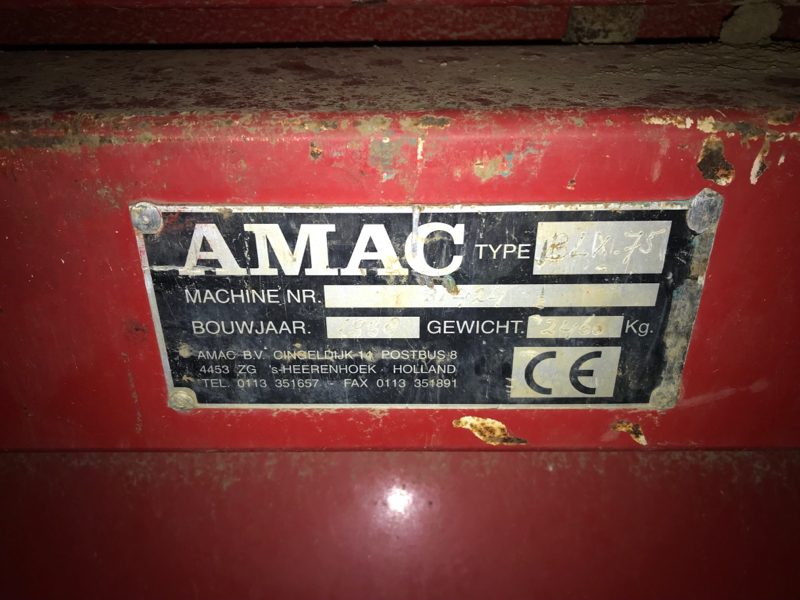 AMAC TYPE
MACHINE NR.
BOUWJAAR. GEWICHT. Kg.
AMAC B.V. CINGELDIJK 14 POSTBUS 8
4453 ZG 's-HEERENHOEK - HOLLAND
TEL. 0113 351657 - FAX 0113 351891
CE